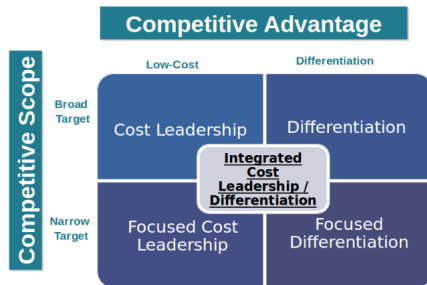 Competitive Advantage
Competitive Scope
Low-Cost
Differentiation
Broad
Target
Cost Leadership
Differentiation
Integrated
Cost
Leadership /
Differentiation
Narrow
Target
Focused Cost
Leadership
Focused
Differentiation